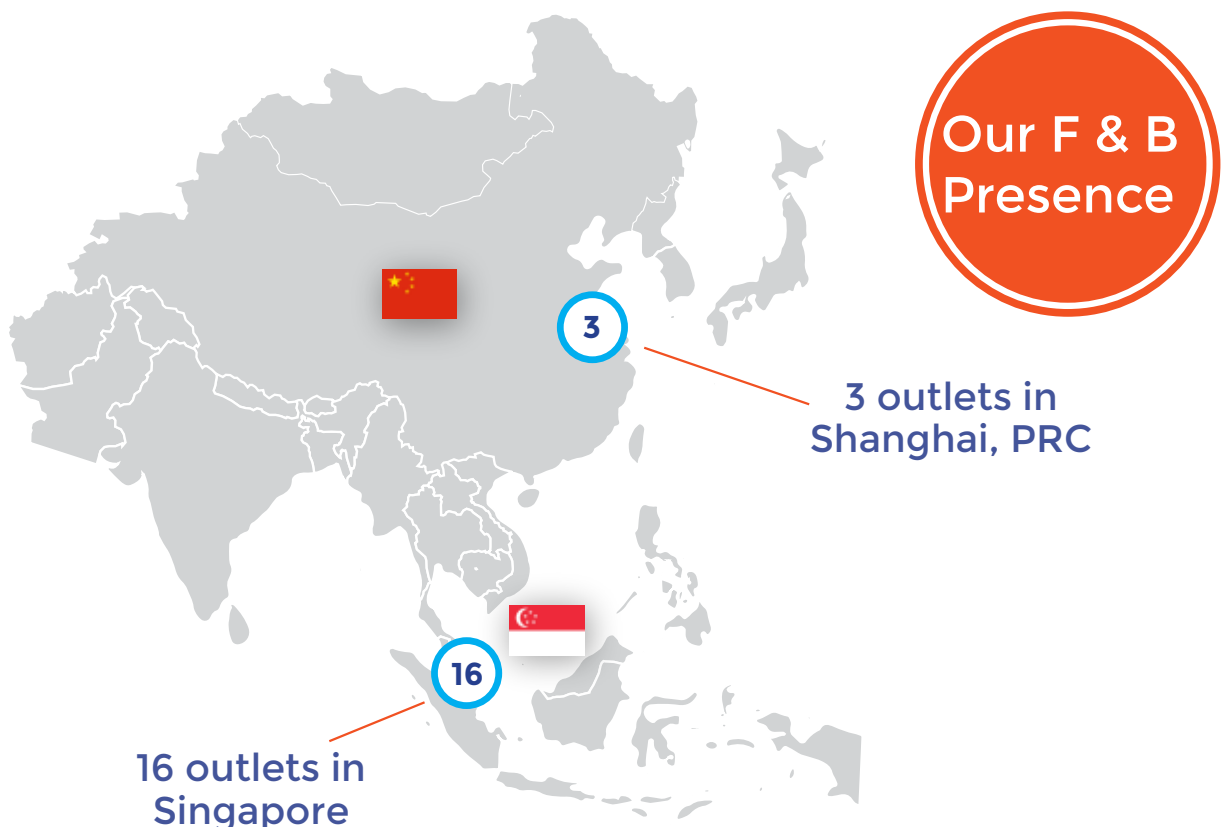 Our F & B
Presence
3
3 outlets in
Shanghai, PRC
16
16 outlets in
Singapore